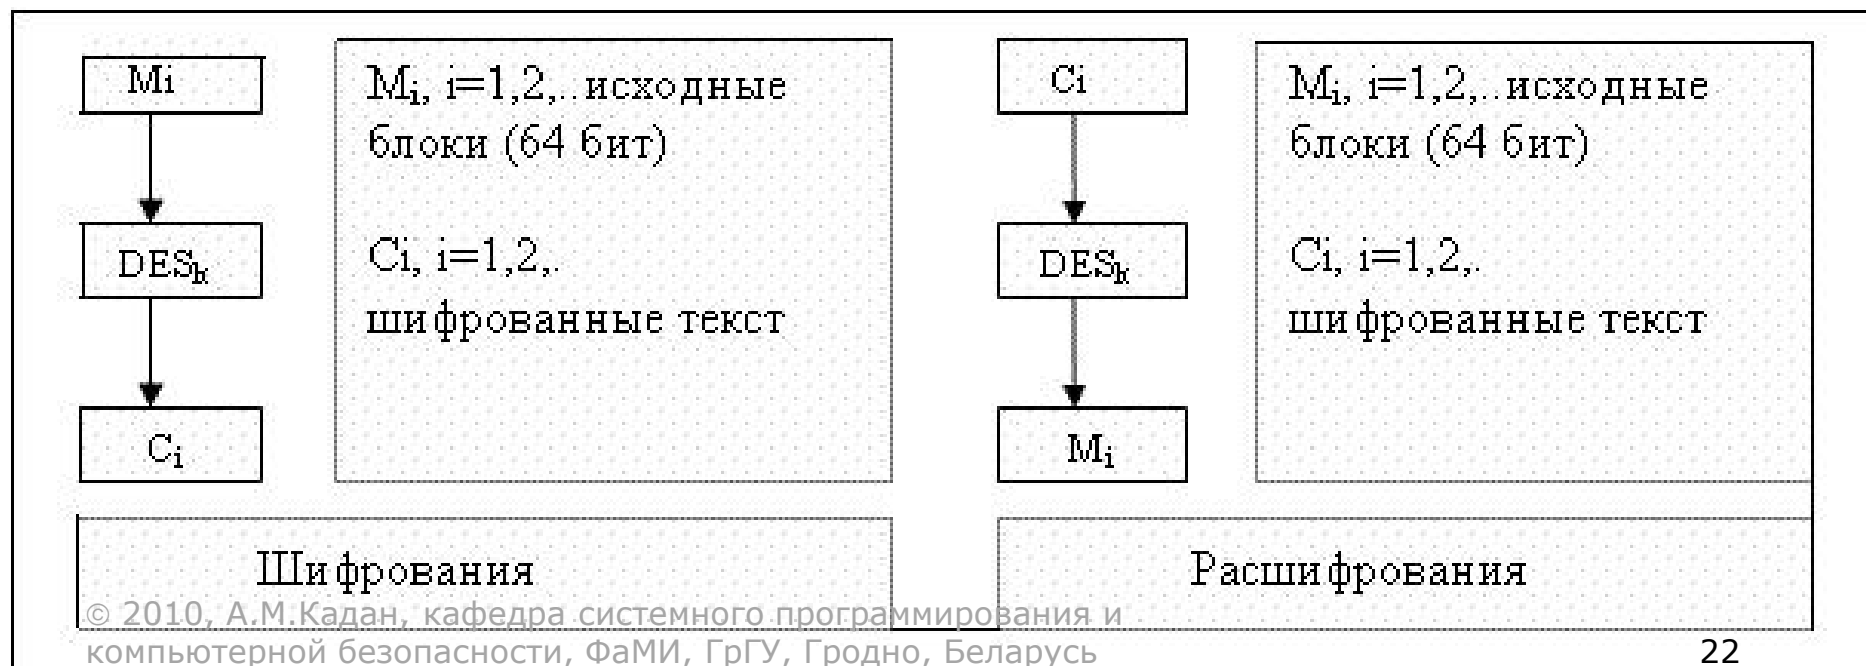 Mi
DESk
Ci
Mi, i=1,2,..исходные
блоки (64 бит)
Ci, i=1,2,.
шифрованные текст
Ci
DESk
Mi
Mi, i=1,2,..исходные
блоки (64 бит)
Ci, i=1,2,.
шифрованные текст
Шифрования
Расшифрования
© 2010, А.М.Кадан, кафедра системного программирования и
компьютерной безопасности, ФаМИ, ГрГУ, Гродно, Беларусь
22